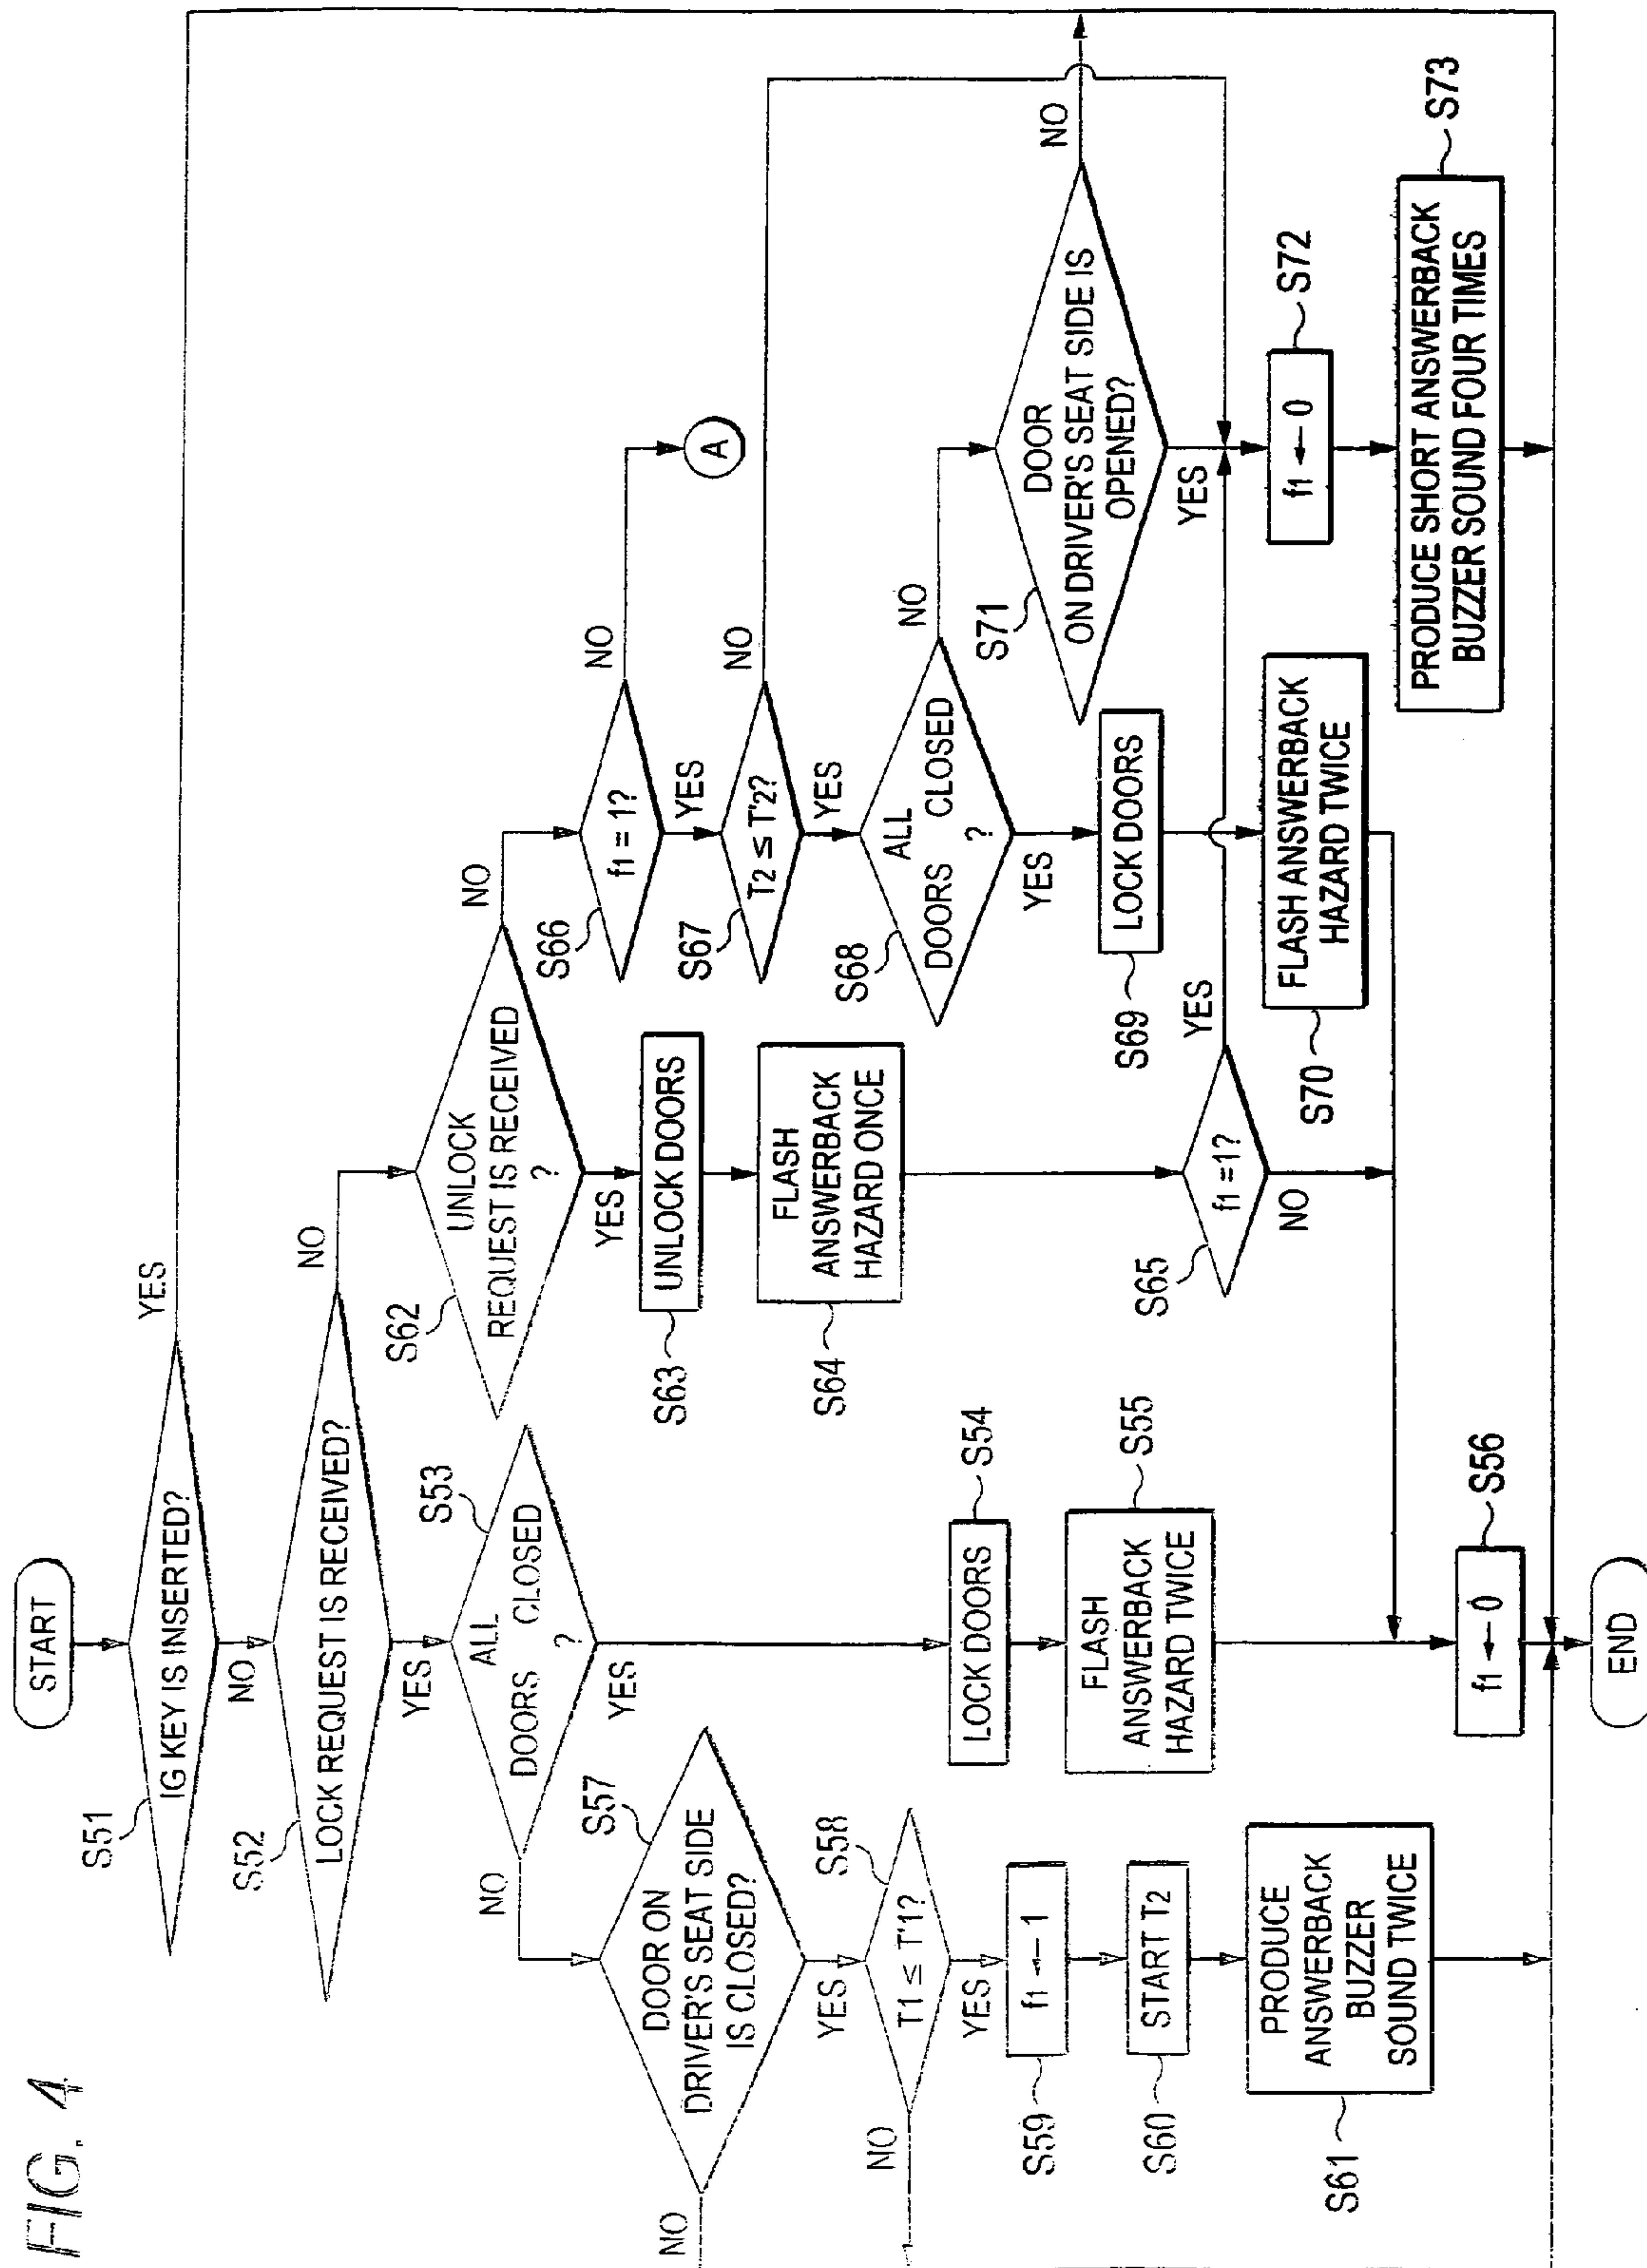 FIG. 4
START
S51
IG KEY IS INSERTED?
YES
NO
S52
LOCK REQUEST IS RECEIVED?
NO
YES
S53
ALL
DOORS CLOSED
?
NO
YES
S57
DOOR ON
DRIVER'S SEAT SIDE
IS CLOSED?
NO
YES
S58
T1 ≤ T'1?
NO
YES
S59
f1 ← 1
S60
START T2
S61
PRODUCE
ANSWERBACK
BUZZER
SOUND TWICE
LOCK DOORS
S54
FLASH
ANSWERBACK
HAZARD TWICE
S55
f1 ← 0
S56
END
S62
UNLOCK
REQUEST IS RECEIVED
?
NO
YES
S63
UNLOCK DOORS
S64
FLASH
ANSWERBACK
HAZARD ONCE
S65
f1 = 1?
YES
NO
S66
f1 = 1?
NO
A
YES
S67
T2 ≤ T'2?
NO
YES
S68
ALL
DOORS CLOSED
?
NO
YES
S69
LOCK DOORS
S70
FLASH ANSWERBACK
HAZARD TWICE
S71
DOOR
ON DRIVER'S SEAT SIDE IS
OPENED?
NO
YES
f1 ← 0
S72
PRODUCE SHORT ANSWERBACK
BUZZER SOUND FOUR TIMES
S73